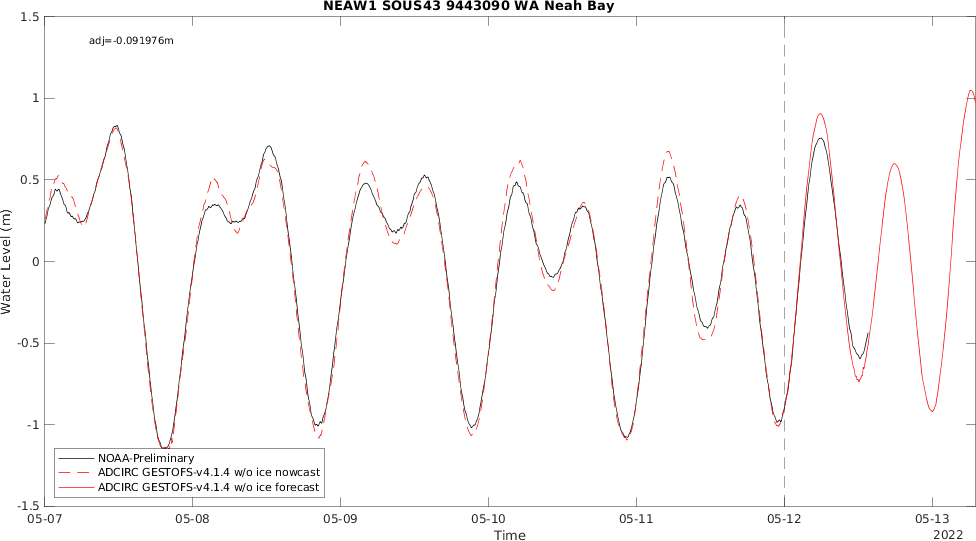 NEAW1 SOUS43 9443090 WA Neah Bay
adj=-0.091976m
1.5
1
0.5
0
-0.5
-1
-1.5
Water Level (m)
NOAA-Preliminary
ADCIRC GESTOFS-v4.1.4 w/o ice nowcast
ADCIRC GESTOFS-v4.1.4 w/o ice forecast
05-07 05-08 05-09 05-10 05-11 05-12 05-13
Time
2022